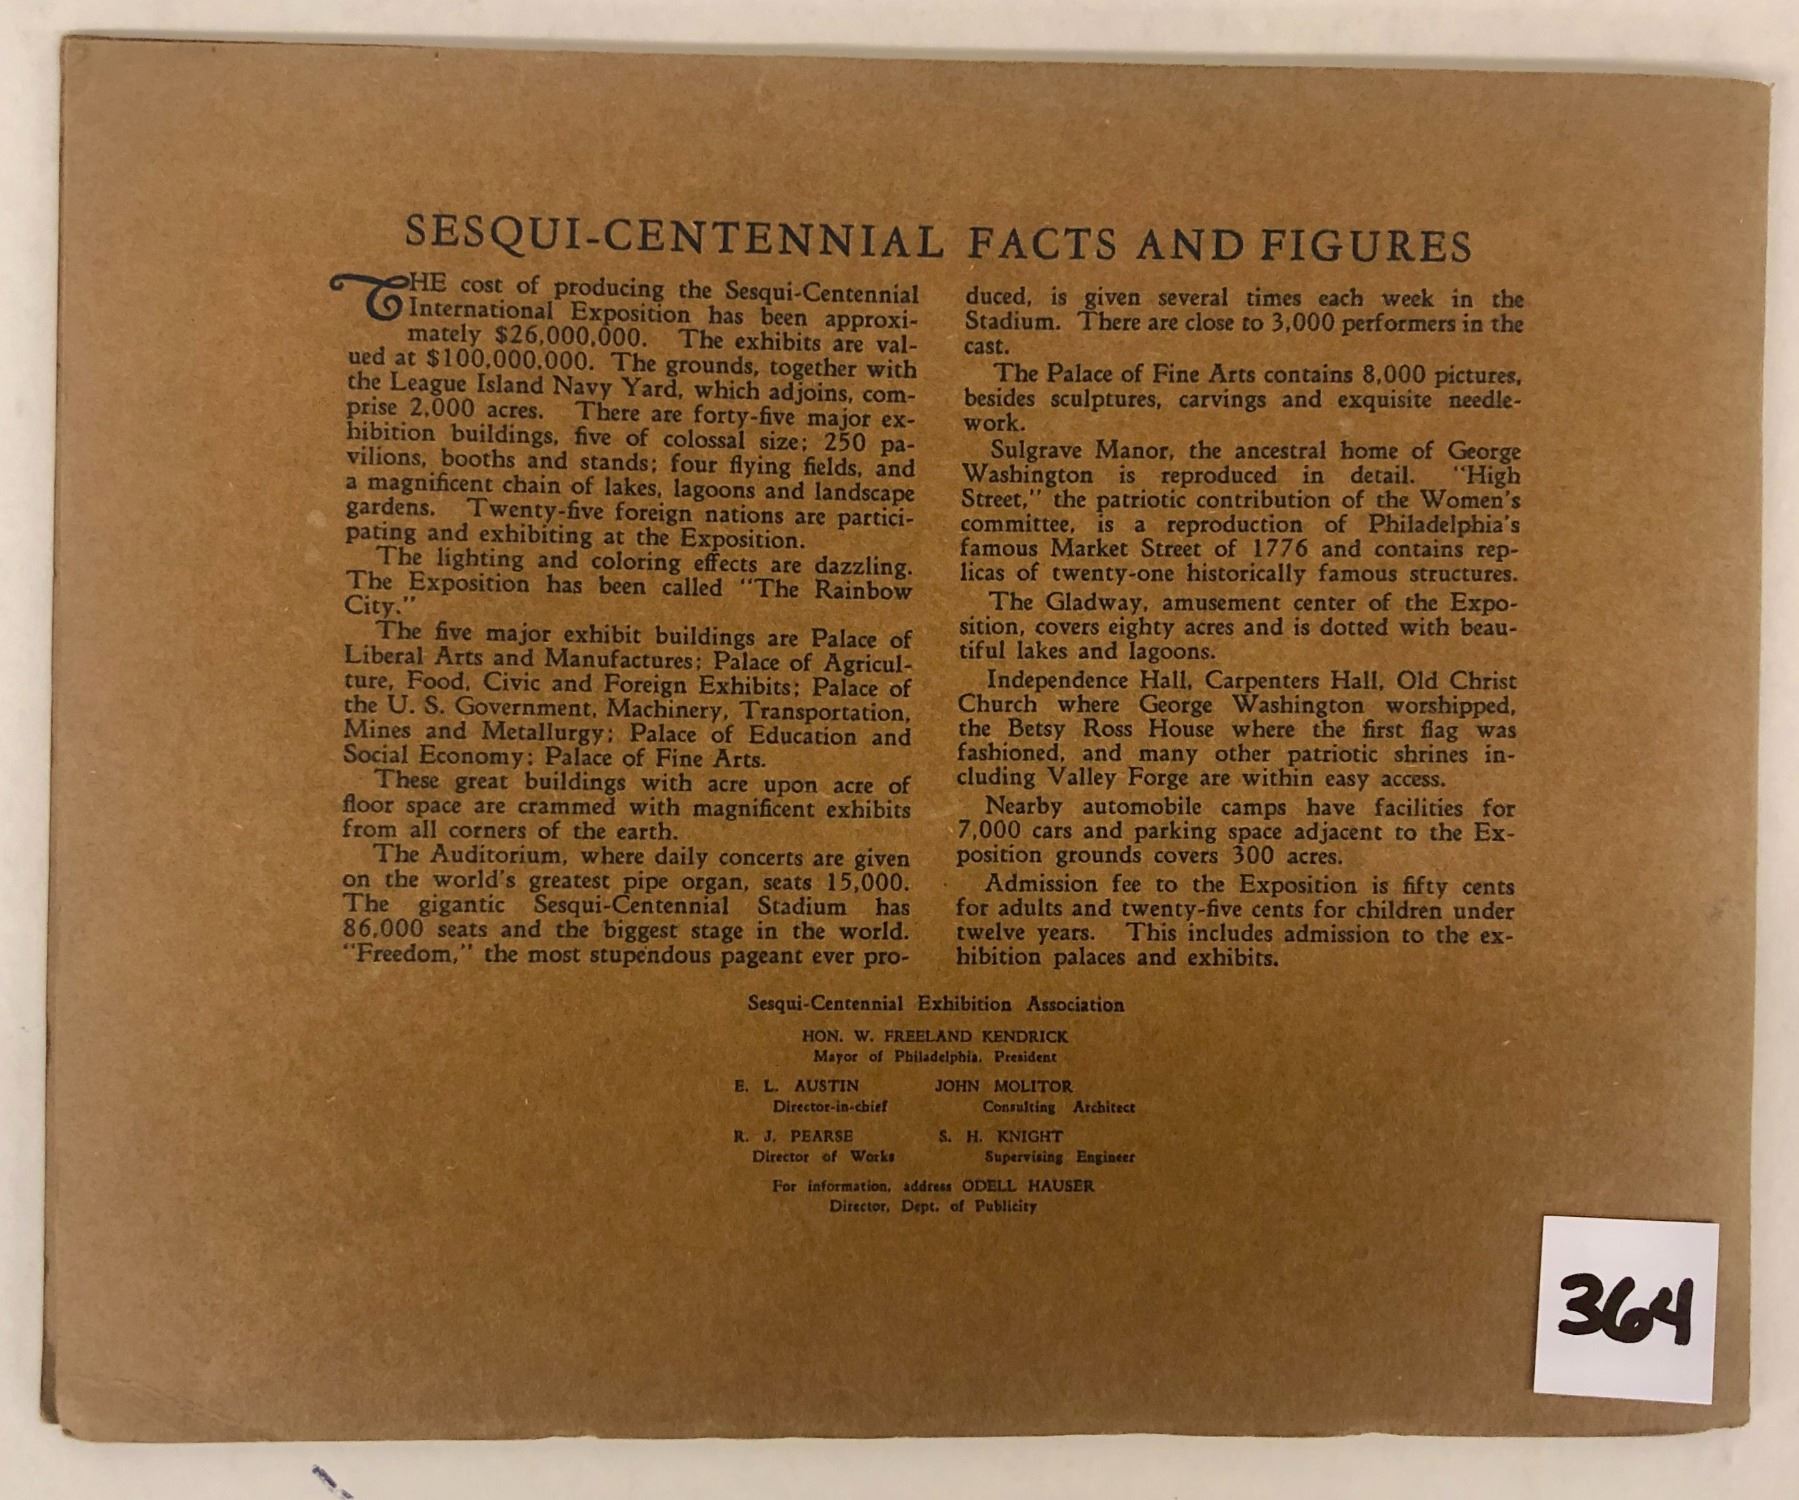 SESQUI-CENTENNIAL FACTS AND FIGURES
THE cost of producing the Sesqui-Centennial
International Exposition has been approxi-
mately $26,000,000. The exhibits are val-
ued at $100,000,000. The grounds, together with
the League Island Navy Yard, which adjoins, com-
prise 2,000 acres. There are forty-five major ex-
hibition buildings, five of colossal size; 250 pa-
vilions, booths and stands; four flying fields, and
a magnificent chain of lakes, lagoons and landscape
gardens. Twenty-five foreign nations are partici-
pating and exhibiting at the Exposition.
The lighting and coloring effects are dazzling.
The Exposition has been called "The Rainbow
City."
The five major exhibit buildings are Palace of
Liberal Arts and Manufactures; Palace of Agricul-
ture, Food, Civic and Foreign Exhibits; Palace of
the U. S. Government, Machinery, Transportation,
Mines and Metallurgy; Palace of Education and
Social Economy; Palace of Fine Arts.
These great buildings with acre upon acre of
floor space are crammed with magnificent exhibits
from all corners of the earth.
The Auditorium, where daily concerts are given
on the world's greatest pipe organ, seats 15,000.
The gigantic Sesqui-Centennial Stadium has
86,000 seats and the biggest stage in the world.
"Freedom," the most stupendous pageant ever pro-
duced, is given several times each week in the
Stadium. There are close to 3,000 performers in the
cast.
The Palace of Fine Arts contains 8,000 pictures,
besides sculptures, carvings and exquisite needle-
work.
Sulgrave Manor, the ancestral home of George
Washington is reproduced in detail. "High
Street," the patriotic contribution of the Women's
committee, is a reproduction of Philadelphia's
famous Market Street of 1776 and contains rep-
licas of twenty-one historically famous structures.
The Gladway, amusement center of the Expo-
sition, covers eighty acres and is dotted with beau-
tiful lakes and lagoons.
Independence Hall, Carpenters Hall, Old Christ
Church where George Washington worshipped,
the Betsy Ross House where the first flag was
fashioned, and many other patriotic shrines in-
cluding Valley Forge are within easy access.
Nearby automobile camps have facilities for
7,000 cars and parking space adjacent to the Ex-
position grounds covers 300 acres.
Admission fee to the Exposition is fifty cents
for adults and twenty-five cents for children under
twelve years. This includes admission to the ex-
hibition palaces and exhibits.
Sesqui-Centennial Exhibition Association
HON. W. FREELAND KENDRICK
Mayor of Philadelphia, President
E. L. AUSTIN JOHN MOLITOR
Director-in-chief Consulting Architect
R. J. PEARSE S. H. KNIGHT
Director of Works Supervising Engineer
For information, address ODELL HAUSER
Director, Dept. of Publicity
364